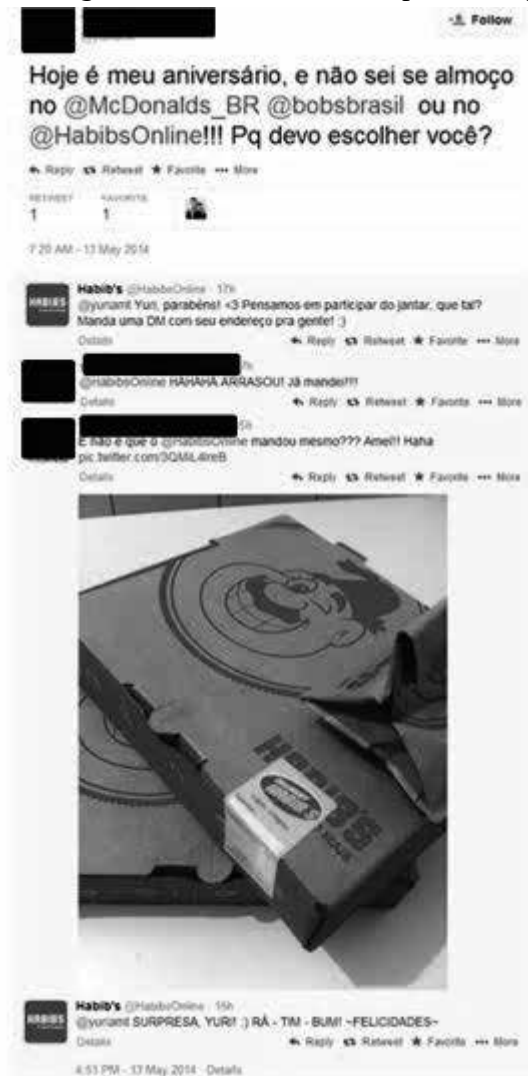 Follow
Hoje é meu aniversário, e não sei se almoço
no @McDonalds_BR @bobsbrasil ou no
@HabibsOnline!!! Pq devo escolher você?
Reply Retweet Favorite More
RETWEET FAVORITE
1 1
7:20 AM - 13 May 2014
Habib's @HabibsOnline · 17h
@yuriamt Yuri, parabéns! <3 Pensamos em participar do jantar, que tal?
Manda uma DM com seu endereço pra gente! :)
Details Reply Retweet Favorite More
@HabibsOnline HAHAHA ARRASOU! Já mandei!!!
Details Reply Retweet Favorite More
E não é que o @HabibsOnline mandou mesmo??? Amei!! Haha
pic.twitter.com/3QMiL4IreB
Details Reply Retweet Favorite More
HABIB'S
Habib's @HabibsOnline · 15h
@yuriamt SURPRESA, YURI! :) RÁ - TIM - BUM! ~FELICIDADES~
Details Reply Retweet Favorite More
4:53 PM - 13 May 2014 · Details